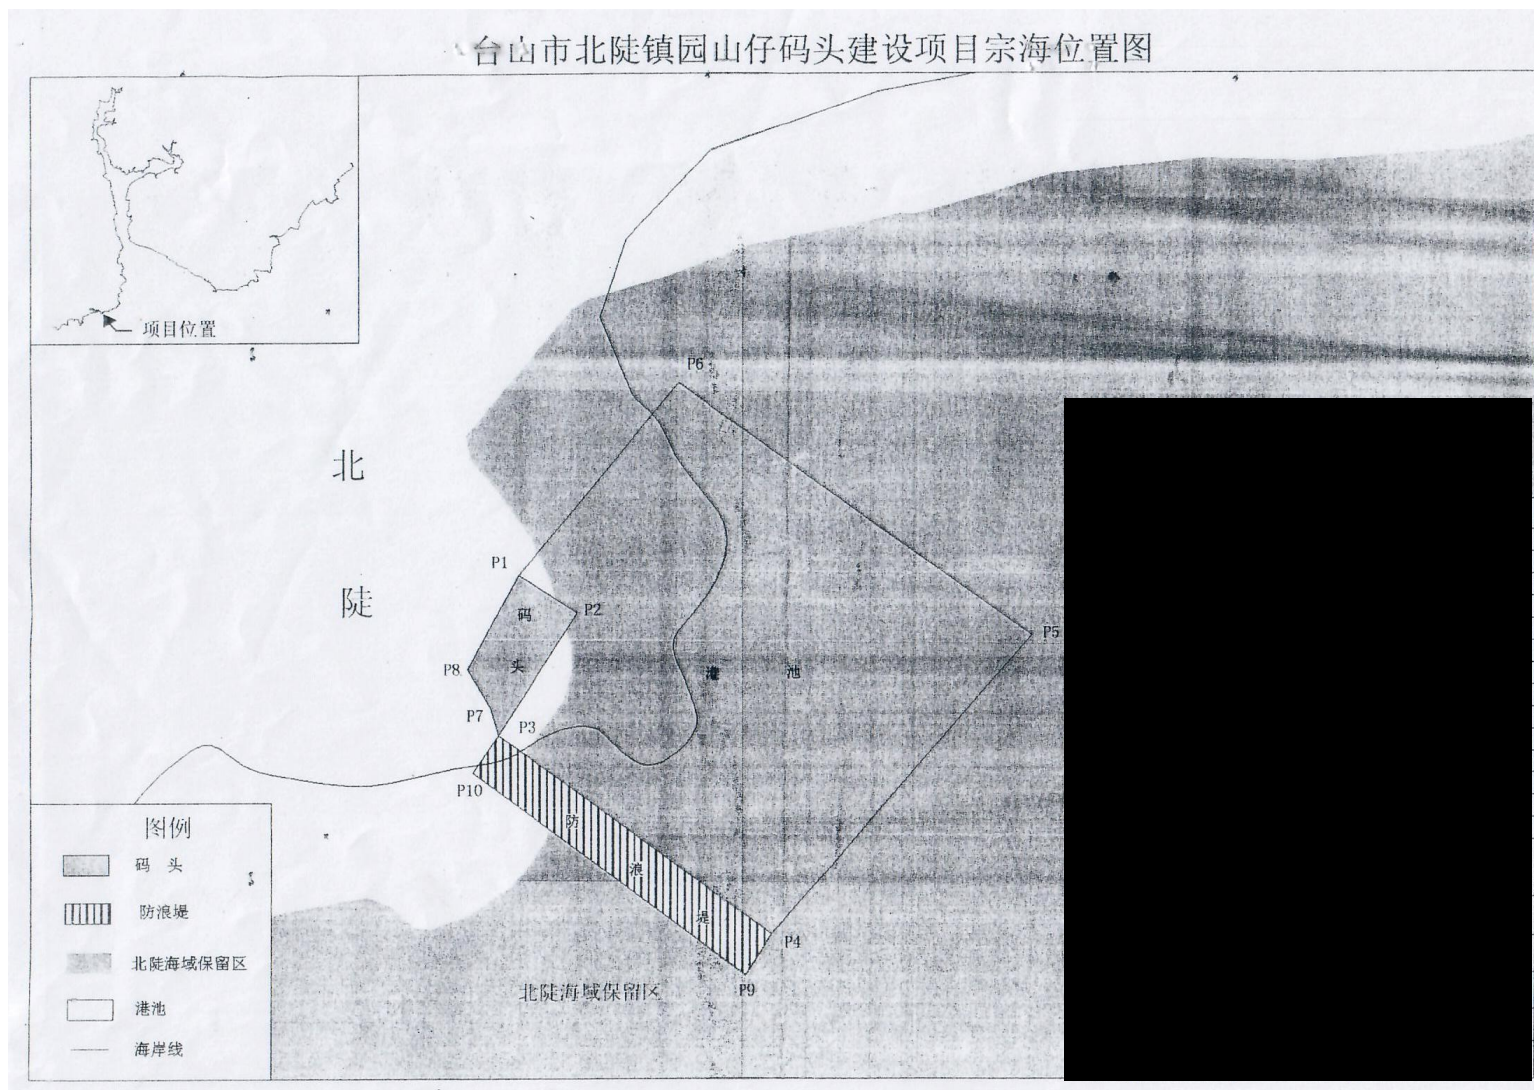 台山市北陡镇园山仔码头建设项目宗海位置图
项目位置
P6
北
陡
P1
码
P2
头
P5
P8
港 池
P7
P3
P10
防
浪
堤
P4
P9
北陡海域保留区
图例
码 头
防浪堤
北陡海域保留区
港池
海岸线